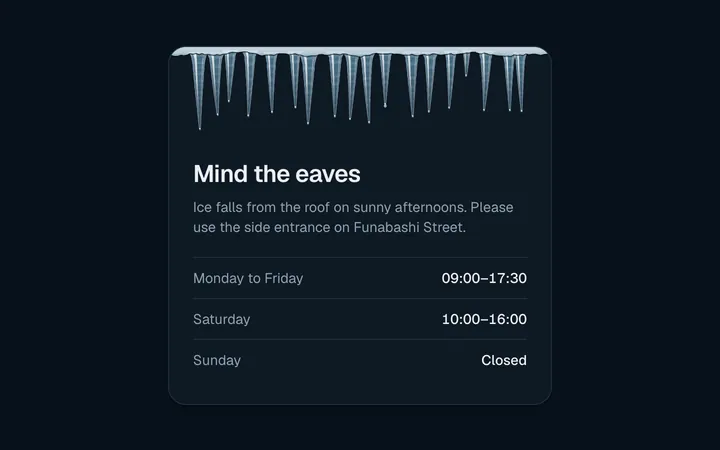 Mind the eaves
Ice falls from the roof on sunny afternoons. Please
use the side entrance on Funabashi Street.
Monday to Friday 09:00–17:30
Saturday 10:00–16:00
Sunday Closed